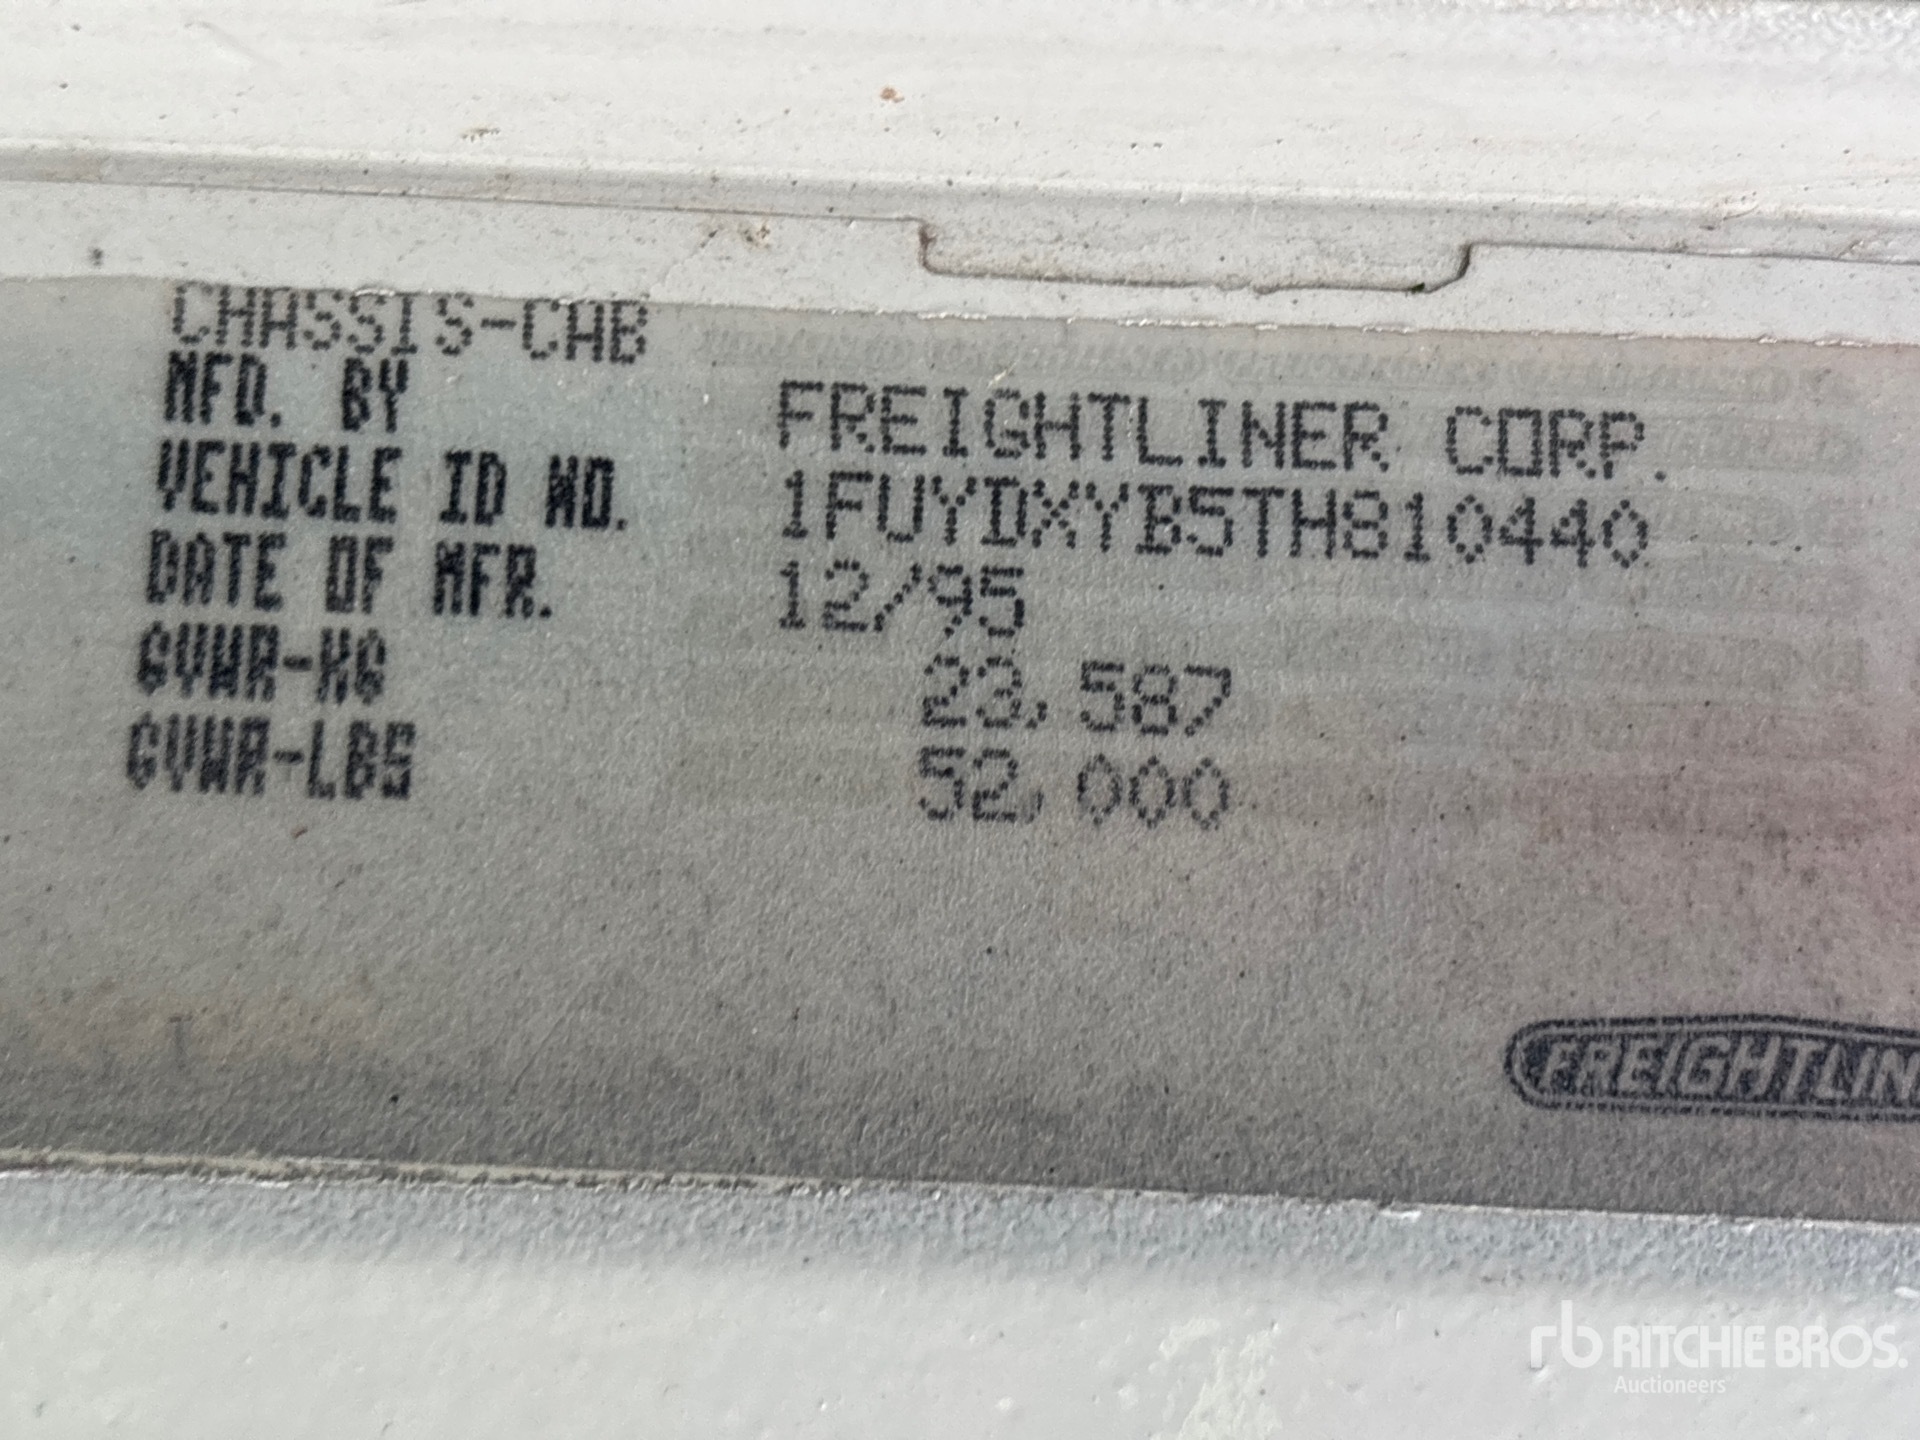 CHASSIS-CAB
MFD. BY FREIGHTLINER CORP.
VEHICLE ID NO. 1FUYDXYB5TH810440
DATE OF MFR. 12/95
GVWR-KG 23,587
GVWR-LBS 52,000
FREIGHTLIN
rb RITCHIE BROS.
Auctioneers